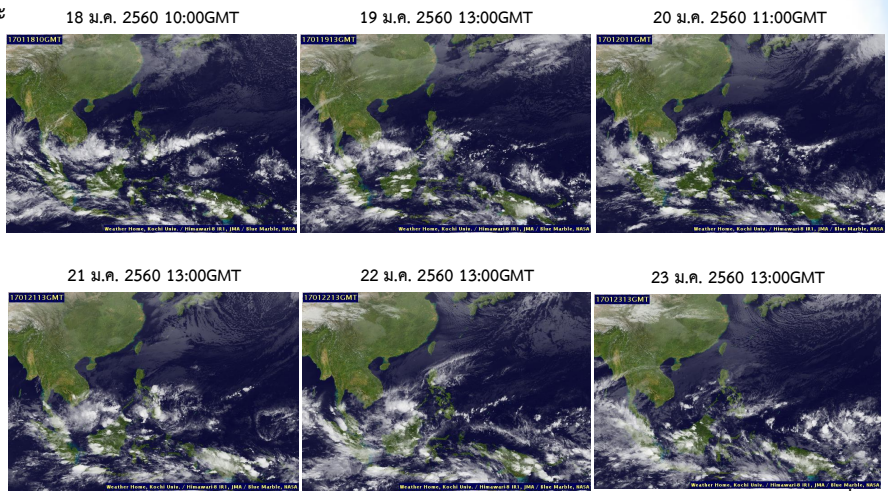 ะ
18 ม.ค. 2560 10:00GMT
19 ม.ค. 2560 13:00GMT
20 ม.ค. 2560 11:00GMT
17011810GMT
17011913GMT
17012011GMT
Weather Home, Kochi Univ. / Himawari-8 IR1, JMA / Blue Marble, NASA
Weather Home, Kochi Univ. / Himawari-8 IR1, JMA / Blue Marble, NASA
Weather Home, Kochi Univ. / Himawari-8 IR1, JMA / Blue Marble, NASA
21 ม.ค. 2560 13:00GMT
22 ม.ค. 2560 13:00GMT
23 ม.ค. 2560 13:00GMT
17012113GMT
17012213GMT
17012313GMT
Weather Home, Kochi Univ. / Himawari-8 IR1, JMA / Blue Marble, NASA
Weather Home, Kochi Univ. / Himawari-8 IR1, JMA / Blue Marble, NASA
Weather Home, Kochi Univ. / Himawari-8 IR1, JMA / Blue Marble, NASA